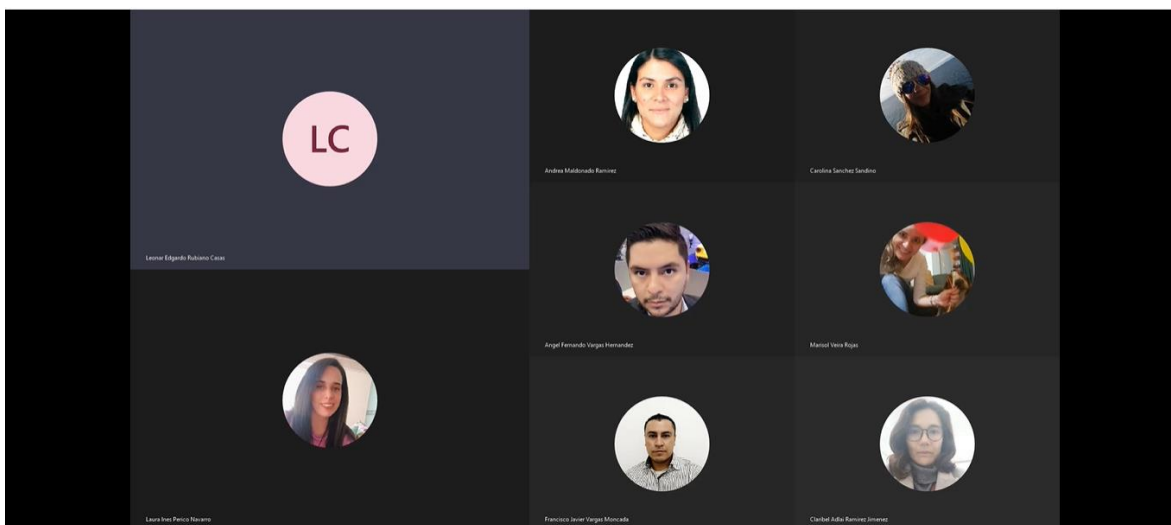 LC
Leonar Edgardo Rubiano Casas
Laura Ines Perico Navarro
Andrea Maldonado Ramirez
Carolina Sanchez Sandino
Angel Fernando Vargas Hernandez
Marisol Veira Rojas
Francisco Javier Vargas Moncada
Claribel Adlai Ramirez Jimenez